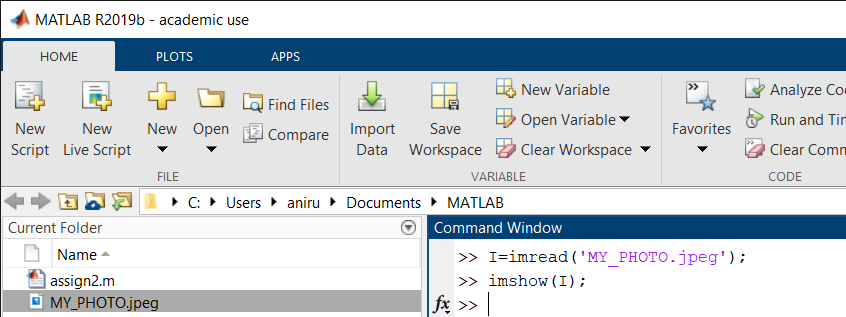 MATLAB R2019b - academic use
HOME PLOTS APPS
New Script
New Live Script
New
Open
Find Files
Compare
Import Data
Save Workspace
New Variable
Open Variable
Clear Workspace
Favorites
Analyze Co
Run and Tim
Clear Comm
FILE VARIABLE CODE
C: Users aniru Documents MATLAB
Current Folder
Name
assign2.m
MY_PHOTO.jpeg
Command Window
>> I=imread('MY_PHOTO.jpeg');
>> imshow(I);
fx >>